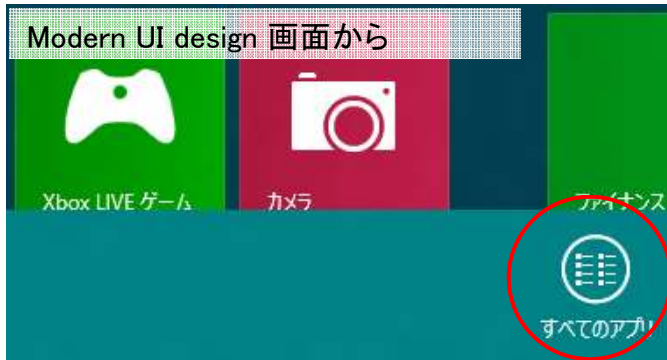 Modern UI design 画面から
Xbox LIVE ゲーム
カメラ
ファイナンス
すべてのアプリ